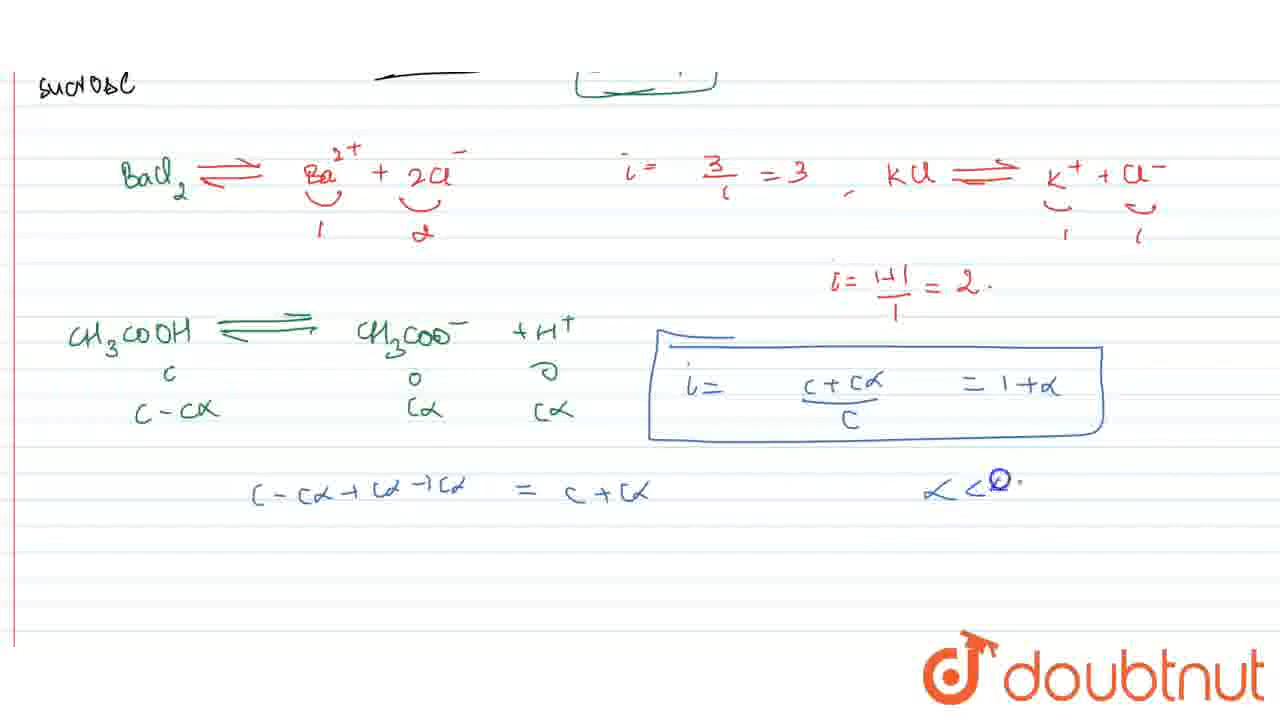 sucrose
BaCl₂ ⇌ Ba²⁺ + 2Cl⁻ i = 3/1 = 3 , KCl ⇌ K⁺ + Cl⁻
1 2 1 1
i = 1+1/1 = 2.
CH₃COOH ⇌ CH₃COO⁻ + H⁺
C 0 0
C-Cα Cα Cα
i = C+Cα/C = 1+α
C-Cα+Cα+Cα = C+Cα α <
doubtnut